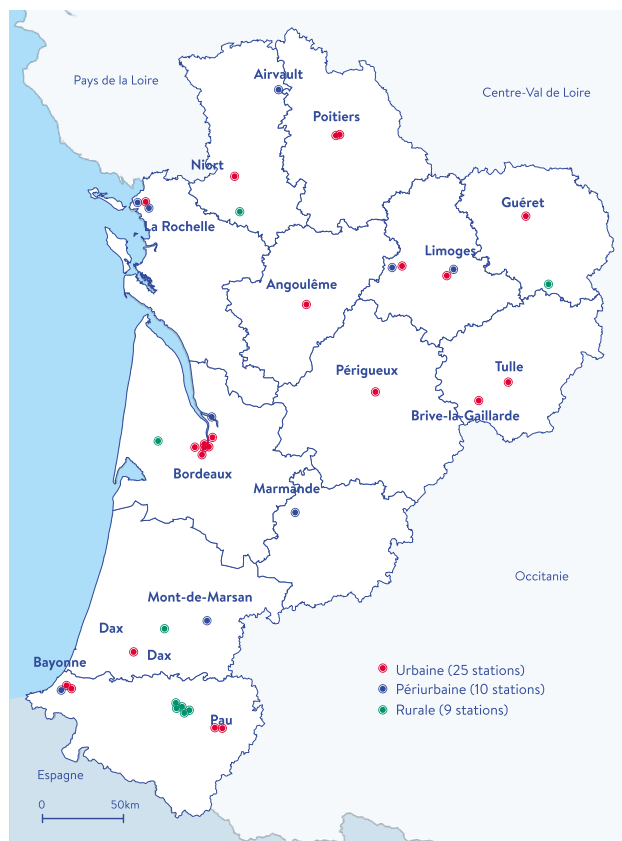 Pays de la Loire
Airvault
Centre-Val de Loire
Poitiers
Niort
Guéret
La Rochelle
Limoges
Angoulême
Périgueux
Tulle
Brive-la-Gaillarde
Bordeaux
Marmande
Occitanie
Mont-de-Marsan
Dax
Dax
Bayonne
Urbaine (25 stations)
Périurbaine (10 stations)
Rurale (9 stations)
Pau
Espagne
0 50km